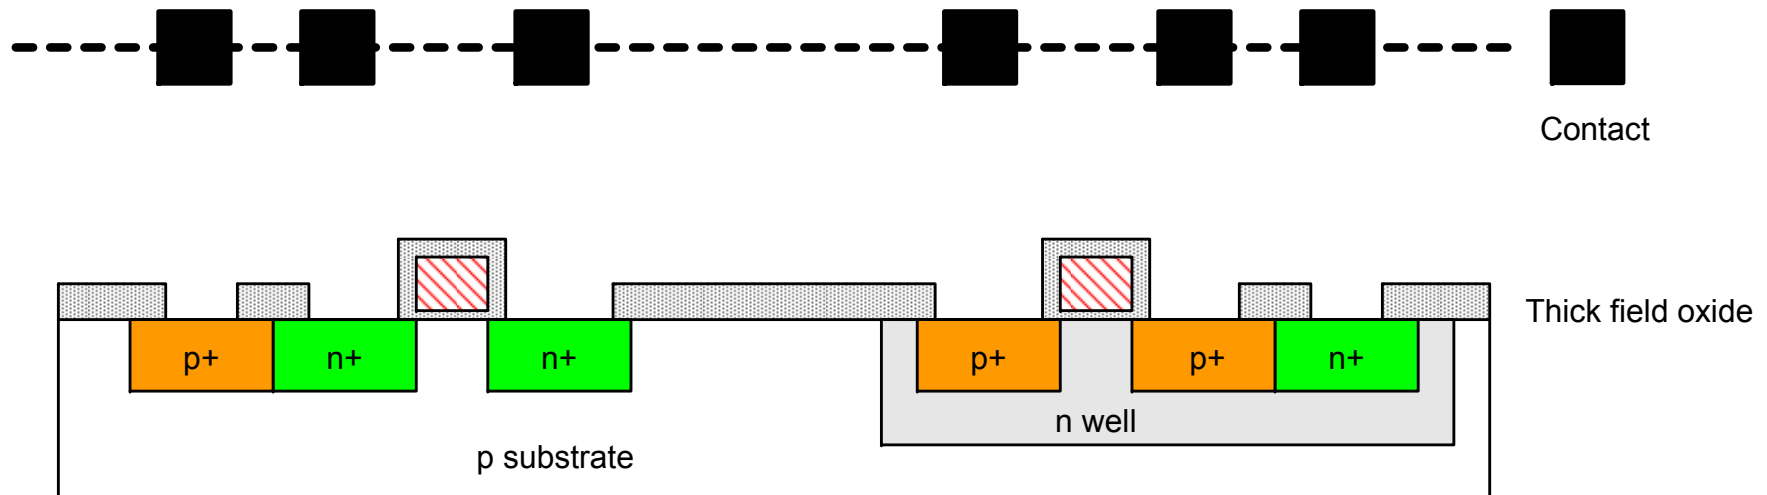 Contact
Thick field oxide
p+
n+
n+
p+
p+
n+
n well
p substrate